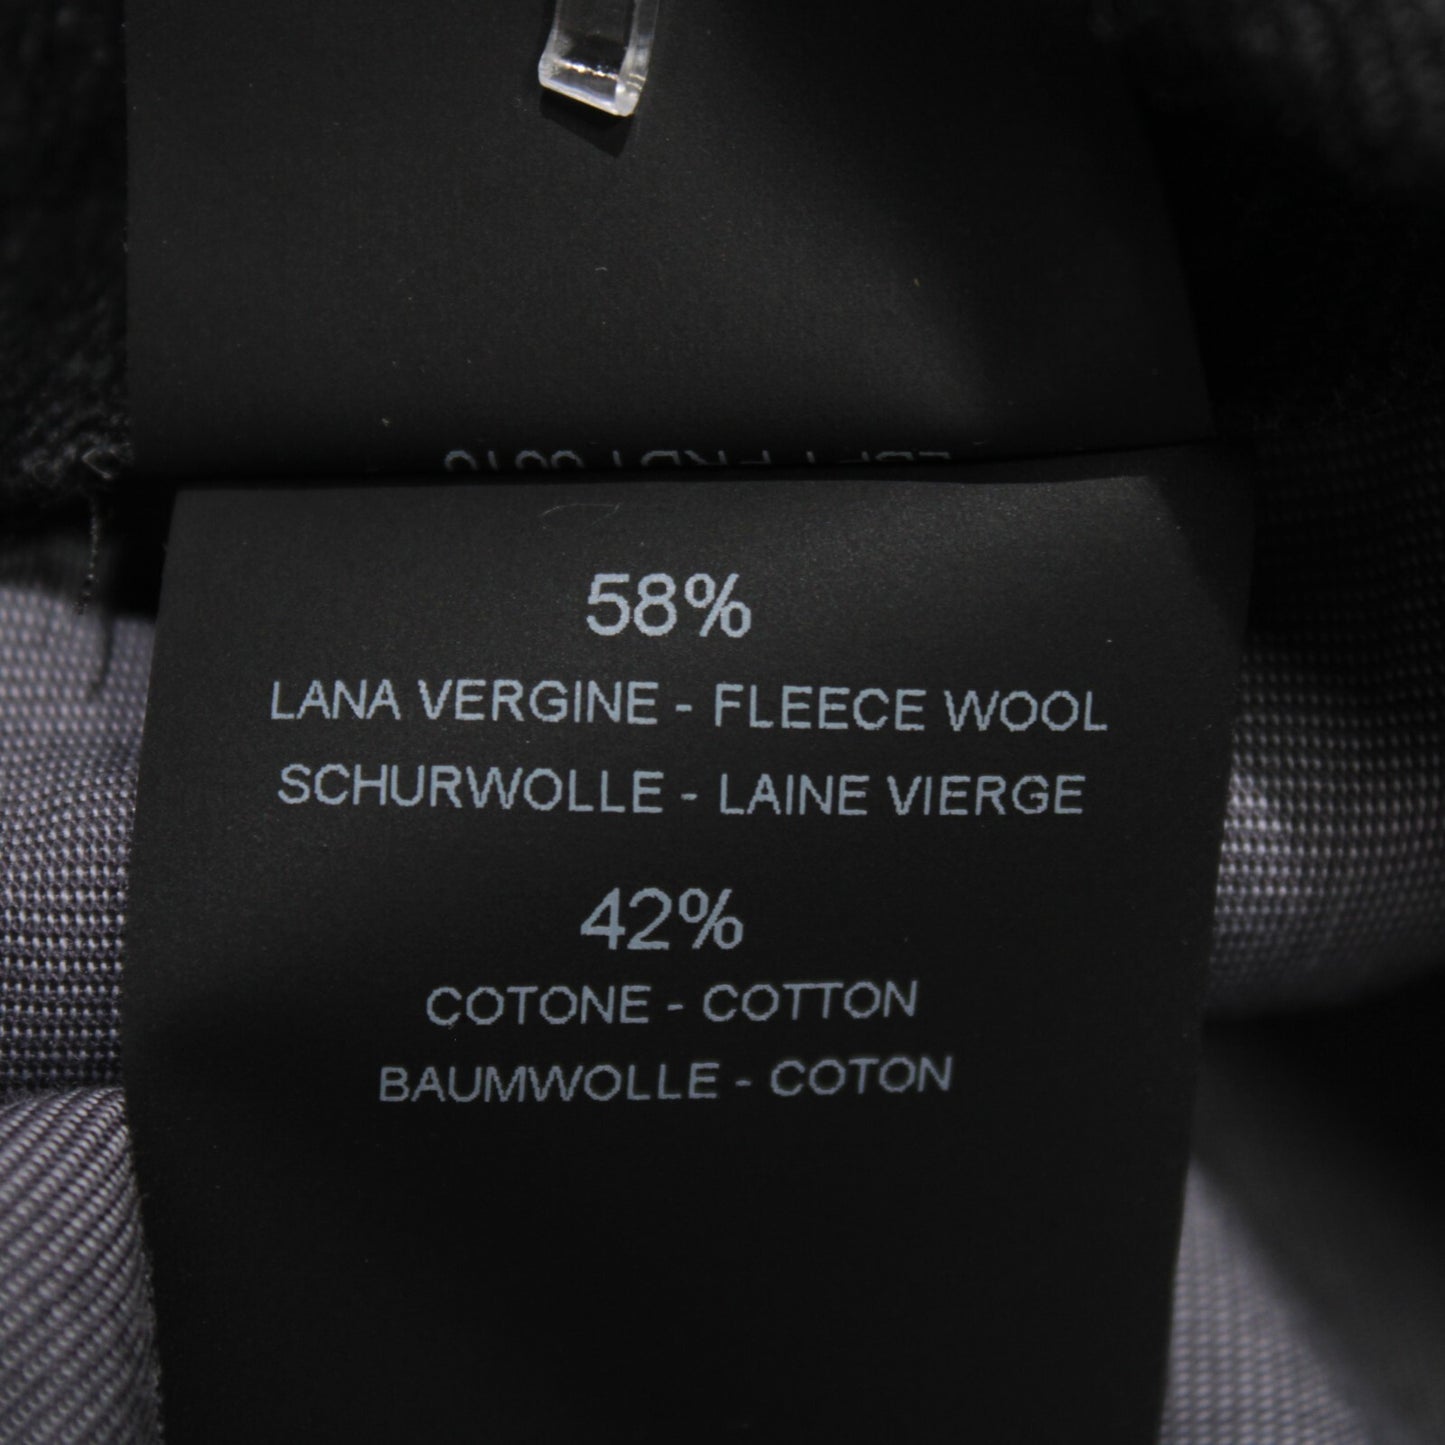 58%
LANA VERGINE - FLEECE WOOL
SCHURWOLLE - LAINE VIERGE
42%
COTONE - COTTON
BAUMWOLLE - COTON